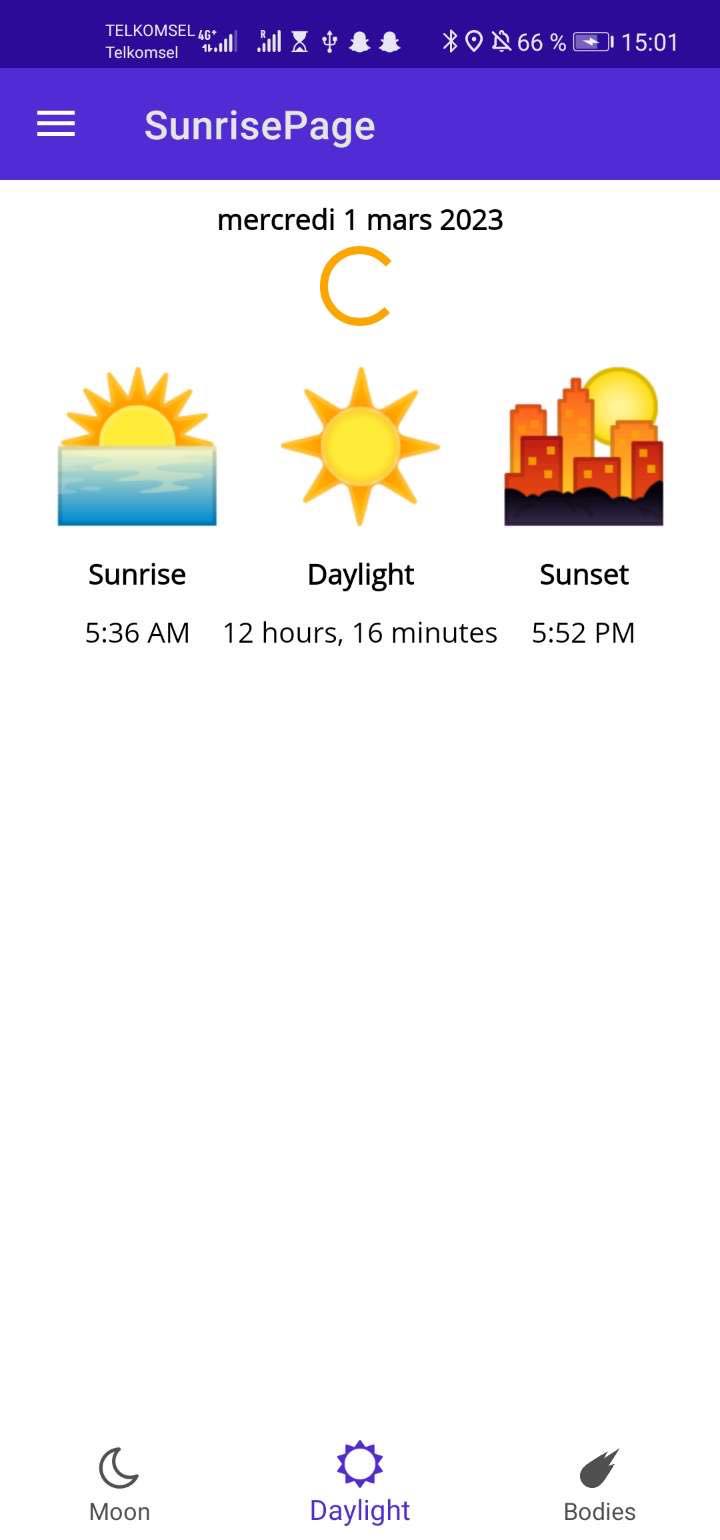 TELKOMSEL 4G+ R 66 % 15:01
Telkomsel
SunrisePage
mercredi 1 mars 2023
Sunrise Daylight Sunset
5:36 AM 12 hours, 16 minutes 5:52 PM
Moon Daylight Bodies